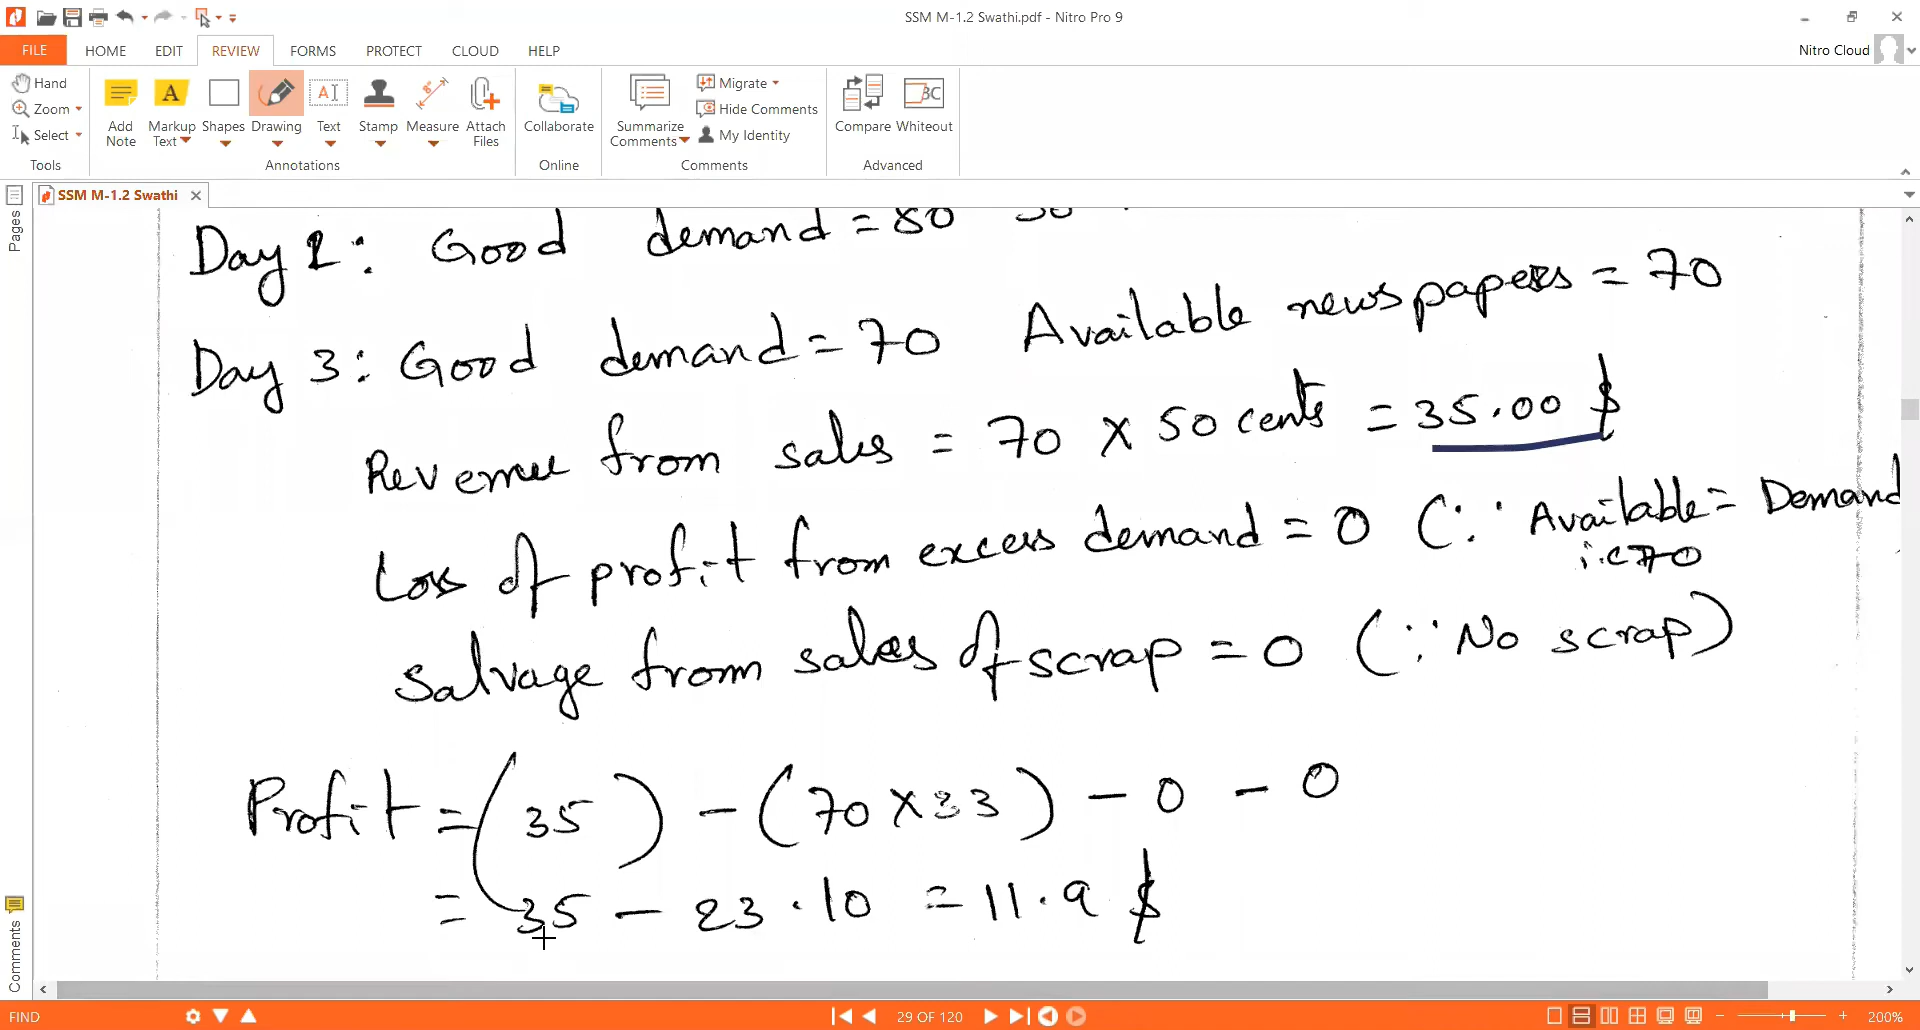 SSM M-1.2 Swathi.pdf - Nitro Pro 9
FILE HOME EDIT REVIEW FORMS PROTECT CLOUD HELP
Nitro Cloud
Hand
Zoom
Select
Tools
Add Note
Markup Text
Shapes
Drawing
Text
Stamp
Measure
Attach Files
Annotations
Collaborate
Online
Summarize Comments
Migrate
Hide Comments
My Identity
Comments
Compare
Whiteout
Advanced
SSM M-1.2 Swathi
Pages
Day 2: Good demand = 80
Day 3: Good demand = 70 Available newspapers = 70
Revenue from sales = 70 × 50 cents = 35.00 $
Loss of profit from excess demand = 0 (∵ Available = Demand
i.e 70
Salvage from sales of scrap = 0 (∵ No scrap)
Profit = (35) - (70 × 33) - 0 - 0
= 35 - 23.10 = 11.9 $
Comments
FIND
29 OF 120
200%